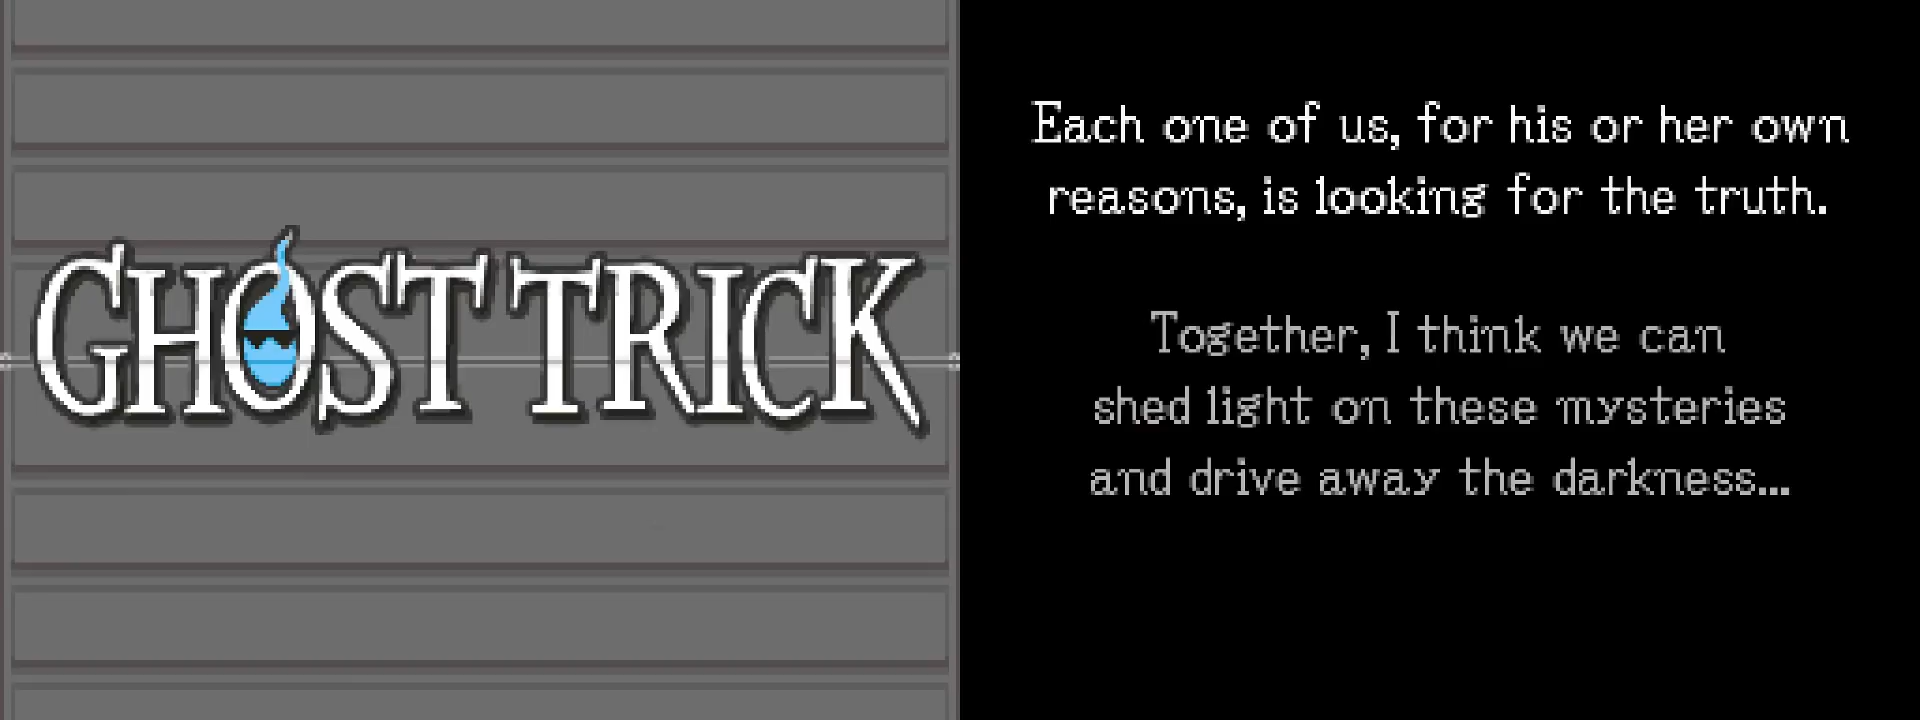 GHOST TRICK
Each one of us, for his or her own
reasons, is looking for the truth.
Together, I think we can
shed light on these mysteries
and drive away the darkness...